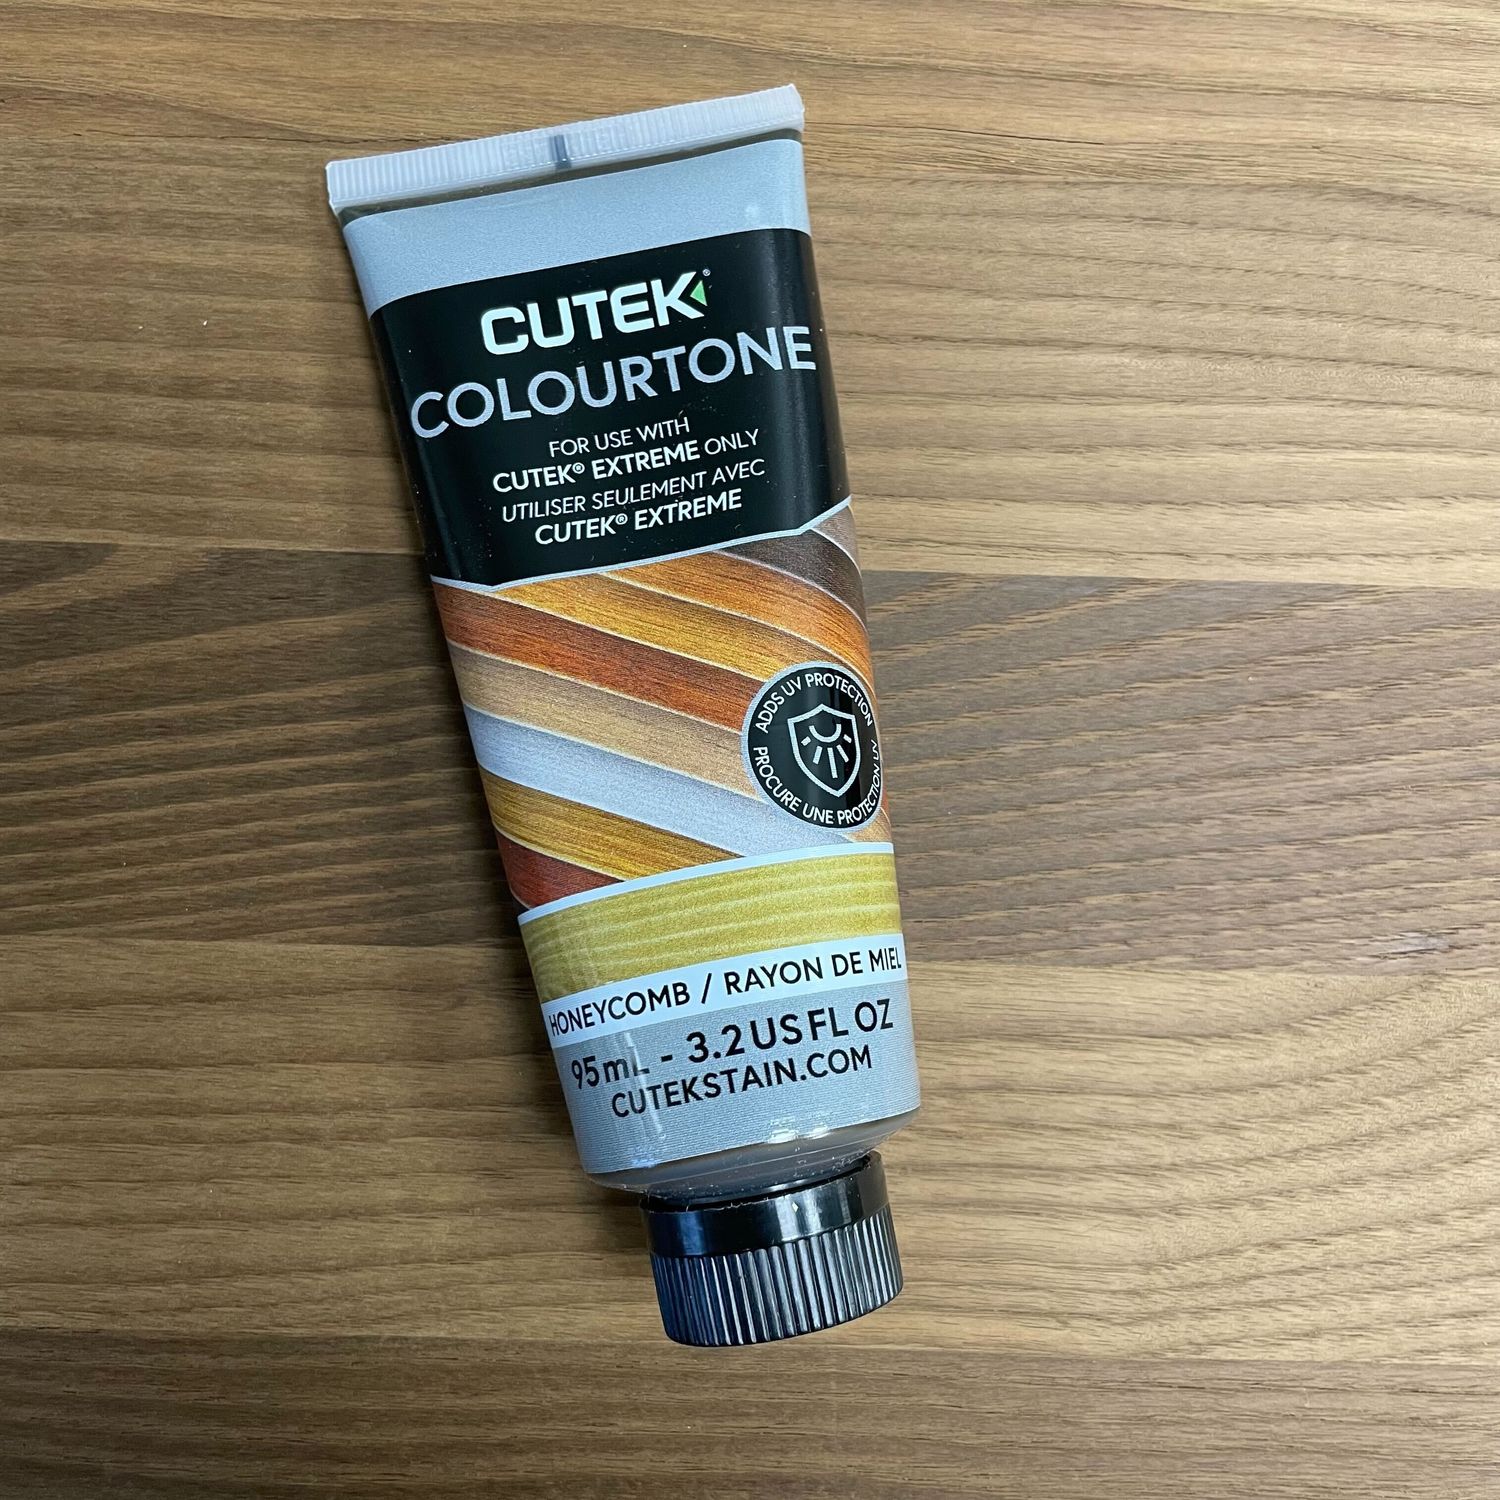 CUTEK®
COLOURTONE
FOR USE WITH
CUTEK® EXTREME ONLY
UTILISER SEULEMENT AVEC
CUTEK® EXTREME
ADDS UV PROTECTION
PROCURE UNE PROTECTION UV
HONEYCOMB / RAYON DE MIEL
95mL - 3.2 US FL OZ
CUTEKSTAIN.COM